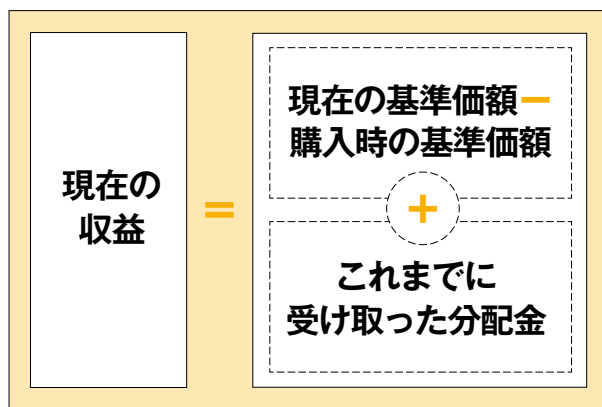 現在の
収益
=
現在の基準価額ー
購入時の基準価額
+
これまでに
受け取った分配金